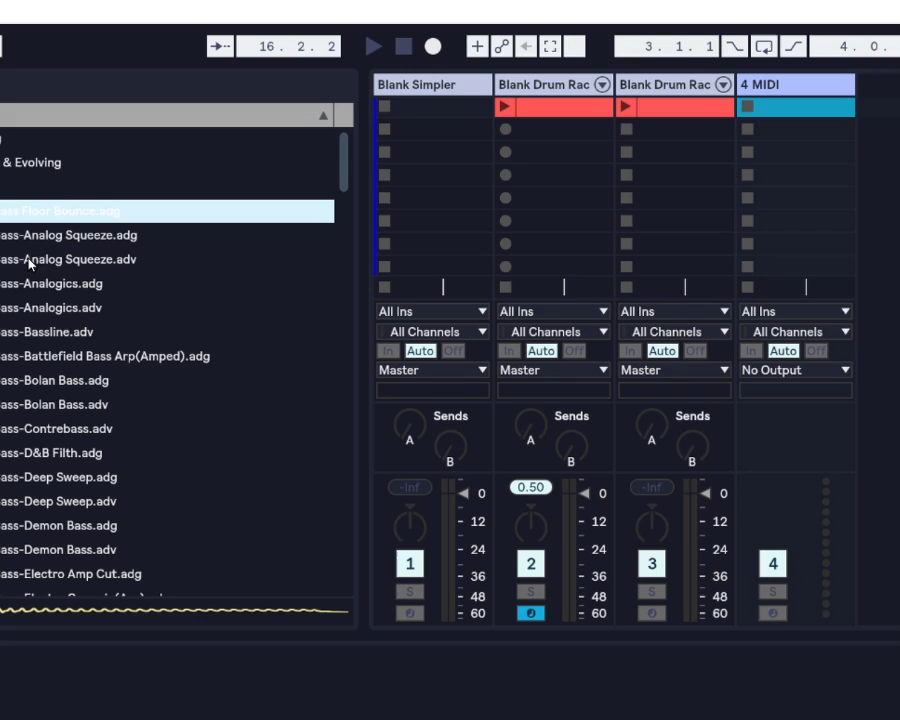 16. 2. 2
3. 1. 1
4. 0.
Blank Simpler
Blank Drum Rac
Blank Drum Rac
4 MIDI
& Evolving
ass Floor Bounce.adg
ass-Analog Squeeze.adg
ass-Analog Squeeze.adv
ass-Analogics.adg
ass-Analogics.adv
ass-Bassline.adv
ass-Battlefield Bass Arp(Amped).adg
ass-Bolan Bass.adg
ass-Bolan Bass.adv
ass-Contrebass.adv
ass-D&B Filth.adg
ass-Deep Sweep.adg
ass-Deep Sweep.adv
ass-Demon Bass.adg
ass-Demon Bass.adv
ass-Electro Amp Cut.adg
All Ins
All Ins
All Ins
All Ins
All Channels
All Channels
All Channels
All Channels
In Auto Off
In Auto Off
In Auto Off
In Auto Off
Master
Master
Master
No Output
Sends
Sends
Sends
A
A
A
B
B
B
-Inf
0
0.50
0
-Inf
0
12
12
12
24
24
24
1
2
3
4
36
36
36
S
48
S
48
S
48
S
60
60
60